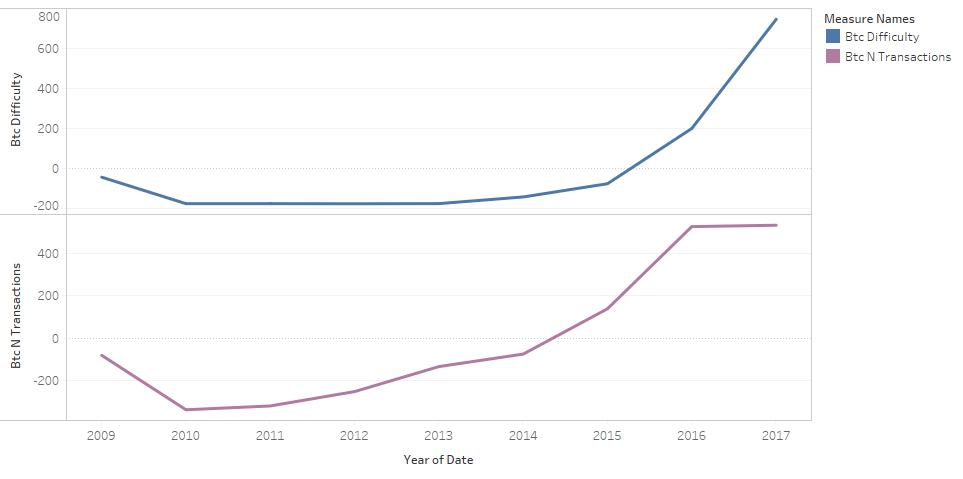 Measure Names
Btc Difficulty
Btc N Transactions
Btc Difficulty
800
600
400
200
0
-200
Btc N Transactions
400
200
0
-200
2009 2010 2011 2012 2013 2014 2015 2016 2017
Year of Date